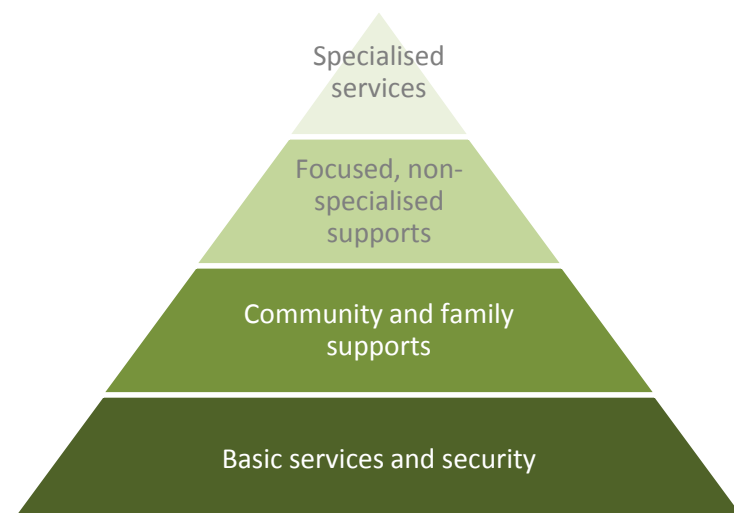 Specialised
services
Focused, non-
specialised
supports
Community and family
supports
Basic services and security